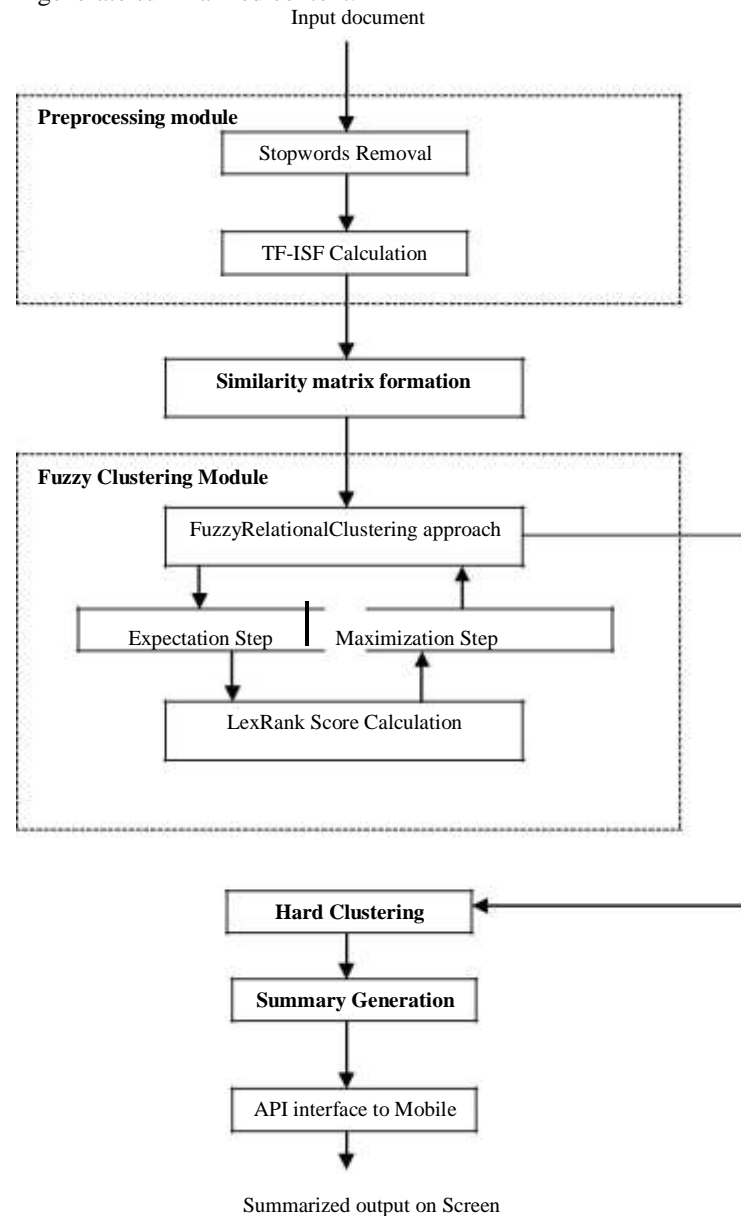 Input document
Preprocessing module
Stopwords Removal
TF-ISF Calculation
Similarity matrix formation
Fuzzy Clustering Module
FuzzyRelationalClustering approach
Expectation Step
Maximization Step
LexRank Score Calculation
Hard Clustering
Summary Generation
API interface to Mobile
Summarized output on Screen